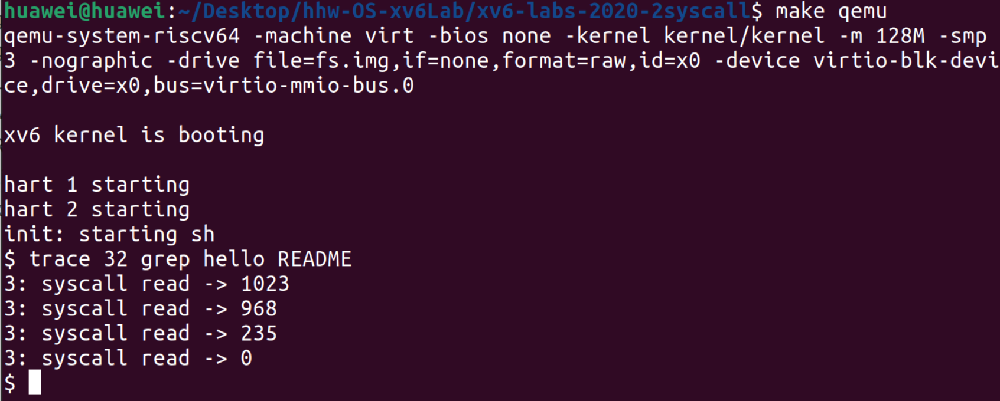 huawei@huawei:~/Desktop/hhw-OS-xv6Lab/xv6-labs-2020-2syscall$ make qemu
qemu-system-riscv64 -machine virt -bios none -kernel kernel/kernel -m 128M -smp
3 -nographic -drive file=fs.img,if=none,format=raw,id=x0 -device virtio-blk-devi
ce,drive=x0,bus=virtio-mmio-bus.0
xv6 kernel is booting
hart 1 starting
hart 2 starting
init: starting sh
$ trace 32 grep hello README
3: syscall read -> 1023
3: syscall read -> 968
3: syscall read -> 235
3: syscall read -> 0
$